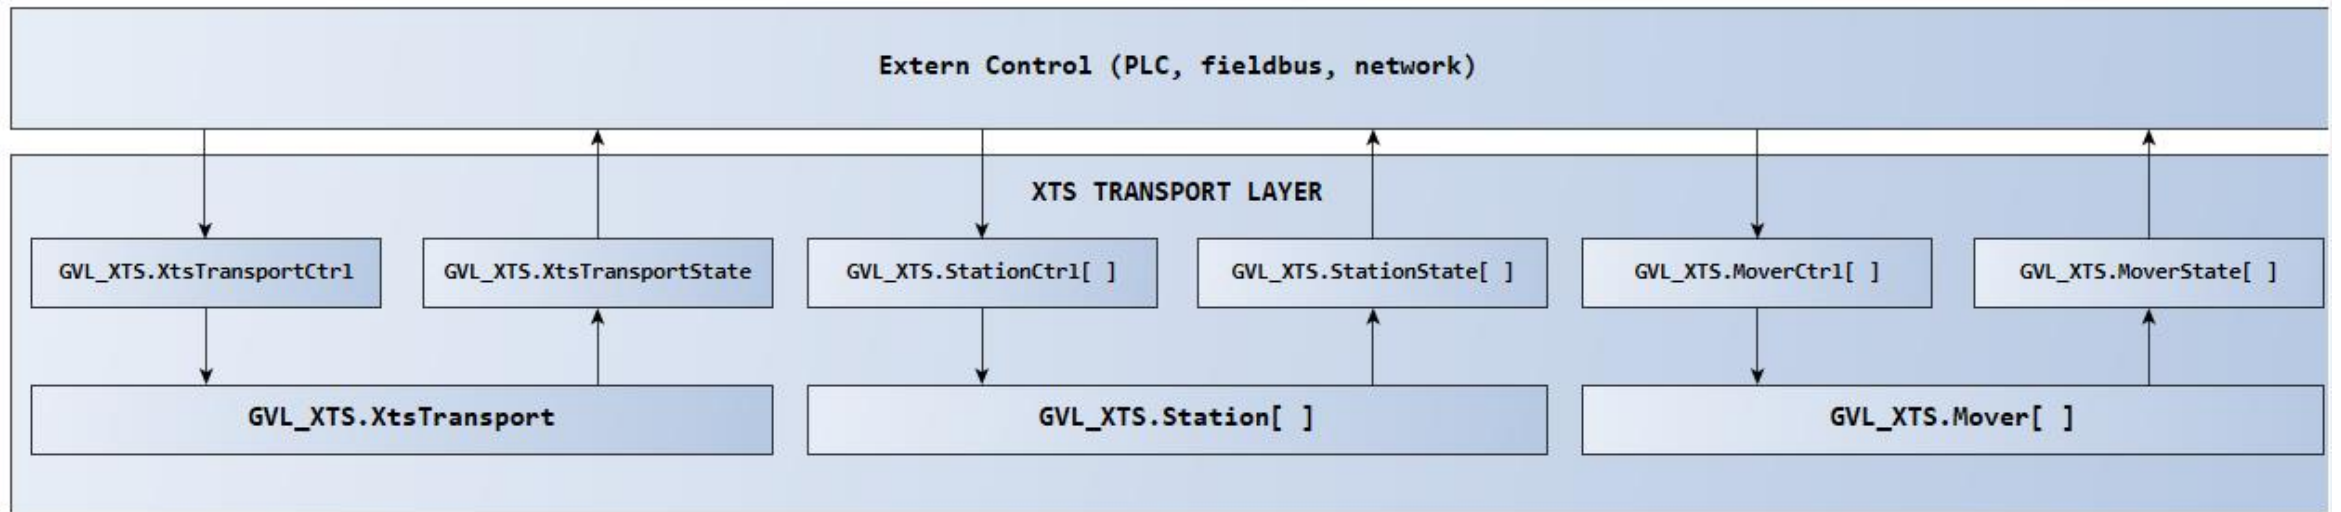 Extern Control (PLC, fieldbus, network)
XTS TRANSPORT LAYER
GVL_XTS.XtsTransportCtrl
GVL_XTS.XtsTransportState
GVL_XTS.StationCtrl[ ]
GVL_XTS.StationState[ ]
GVL_XTS.MoverCtrl[ ]
GVL_XTS.MoverState[ ]
GVL_XTS.XtsTransport
GVL_XTS.Station[ ]
GVL_XTS.Mover[ ]